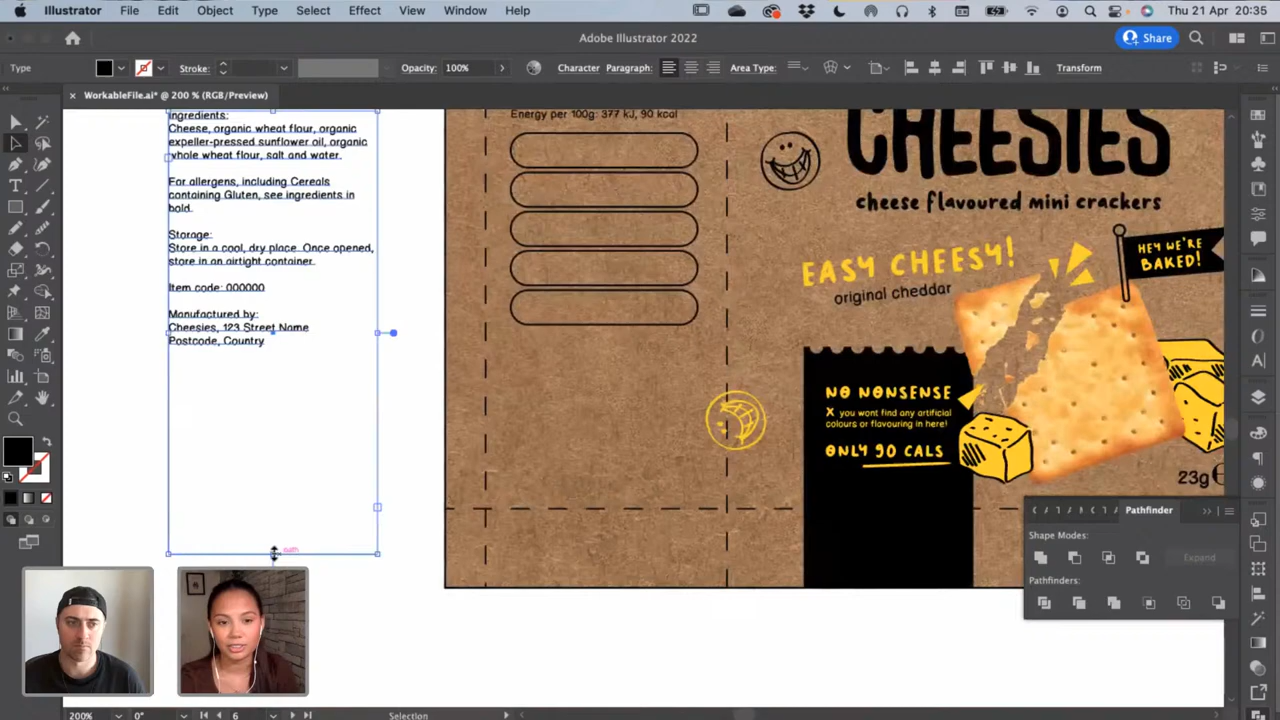 Illustrator File Edit Object Type Select Effect View Window Help Thu 21 Apr 20:35
Adobe Illustrator 2022
Share
Type Stroke: Opacity: 100% Character Paragraph: Area Type: Transform
× WorkableFile.ai* @ 200 % (RGB/Preview)
Ingredients:
Cheese, organic wheat flour, organic
expeller-pressed sunflower oil, organic
whole wheat flour, salt and water.
For allergens, including Cereals
containing Gluten, see ingredients in
bold.
Storage:
Store in a cool, dry place. Once opened,
store in an airtight container.
Item code: 000000
Manufactured by:
Cheesies, 123 Street Name
Postcode, Country
Energy per 100g: 377 kJ, 90 kcal
CHEESIES
cheese flavoured mini crackers
EASY CHEESY!
original cheddar
HEY WE'RE
BAKED!
NO NONSENSE
X you wont find any artificial
colours or flavouring in here!
ONLY 90 CALS
23g
Pathfinder
Shape Modes:
Expand
Pathfinders:
200% 0° 6 Selection